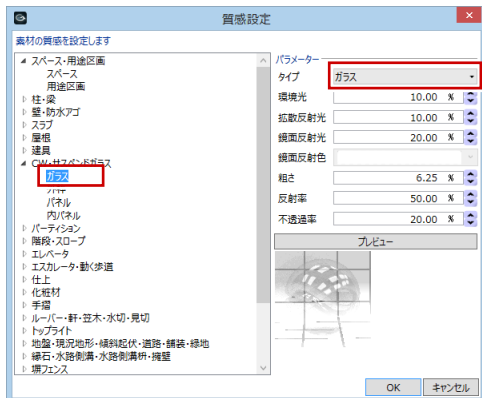 質感設定
素材の質感を設定します
スペース・用途区画
スペース
用途区画
柱・梁
壁・防水アゴ
スラブ
屋根
建具
CW・サスペンドガラス
ガラス
パネル
内パネル
パーティション
階段・スロープ
エレベータ
エスカレータ・動く歩道
仕上
化粧材
手摺
ルーバー・軒・笠木・水切・見切
トップライト
地盤・現況地形・傾斜起伏・道路・舗装・緑地
縁石・水路側溝・水路側溝桝・擁壁
塀フェンス
パラメーター
タイプ ガラス
環境光 10.00 %
拡散反射光 10.00 %
鏡面反射光 20.00 %
鏡面反射色
粗さ 6.25 %
反射率 50.00 %
不透過率 20.00 %
プレビュー
OK キャンセル